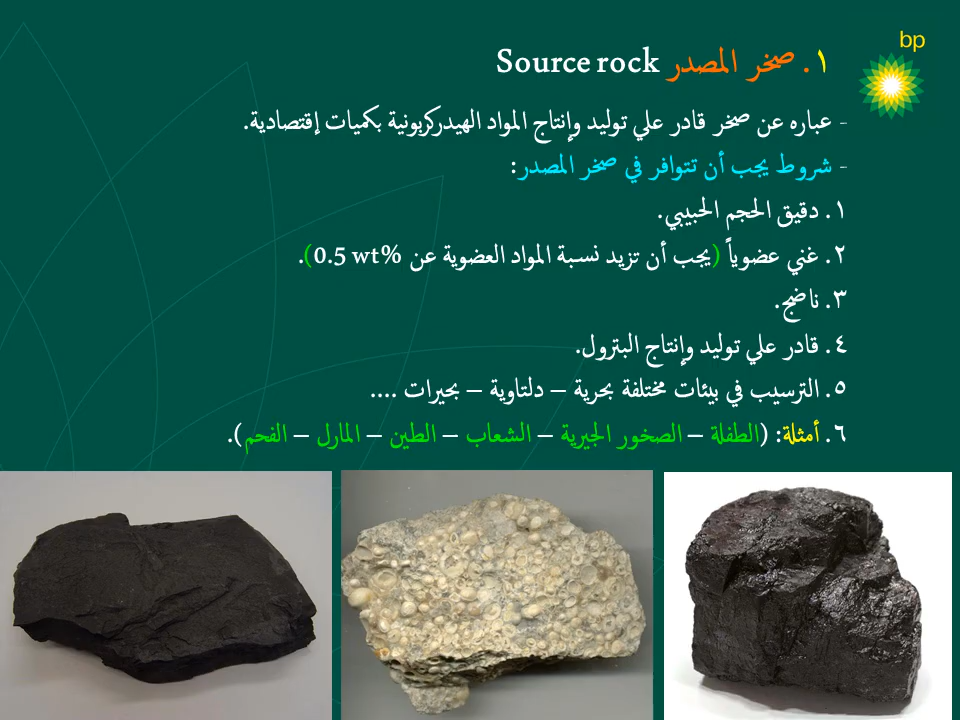 bp
١. صخر المصدر Source rock
- عباره عن صخر قادر علي توليد وإنتاج المواد الهيدركربونية بكميات إقتصادية.
- شروط يجب أن تتوافر في صخر المصدر:
١. دقيق الحجم الحبيبي.
٢. غني عضوياً (يجب أن تزيد نسبة المواد العضوية عن 0.5 wt%).
٣. ناضج.
٤. قادر علي توليد وإنتاج البترول.
٥. الترسيب في بيئات مختلفة بحرية – دلتاوية – بحيرات ....
٦. أمثلة: (الطفلة – الصخور الجيرية – الشعاب – الطين – المارل – الفحم).